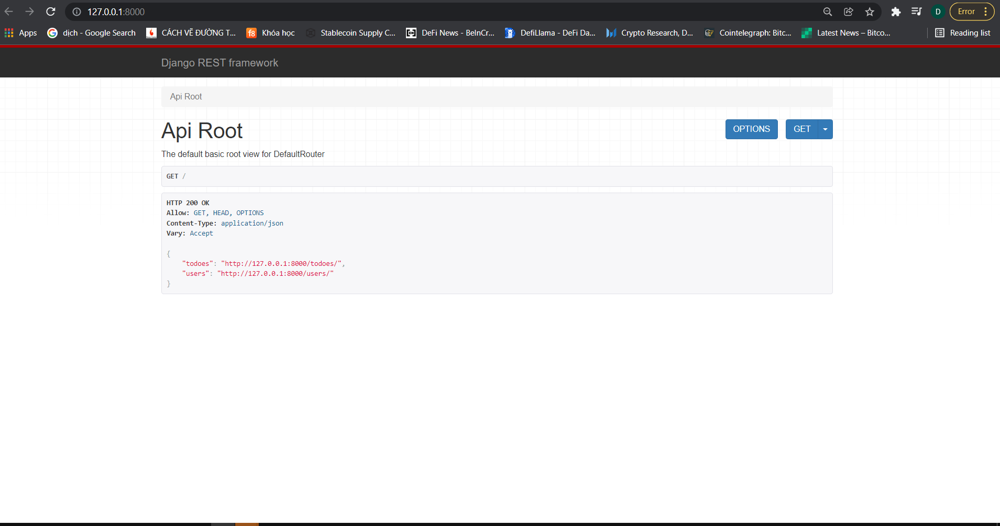 127.0.0.1:8000
D
Error
Apps
dịch - Google Search
CÁCH VẼ ĐƯỜNG T...
f8
Khóa học
Stablecoin Supply C...
DeFi News - BeInCr...
DefiLlama - DeFi Da...
Crypto Research, D...
Cointelegraph: Bitc...
Latest News – Bitco...
Reading list
Django REST framework
Api Root
Api Root
OPTIONS
GET
The default basic root view for DefaultRouter
GET /
HTTP 200 OK
Allow: GET, HEAD, OPTIONS
Content-Type: application/json
Vary: Accept
{
"todoes": "http://127.0.0.1:8000/todoes/",
"users": "http://127.0.0.1:8000/users/"
}